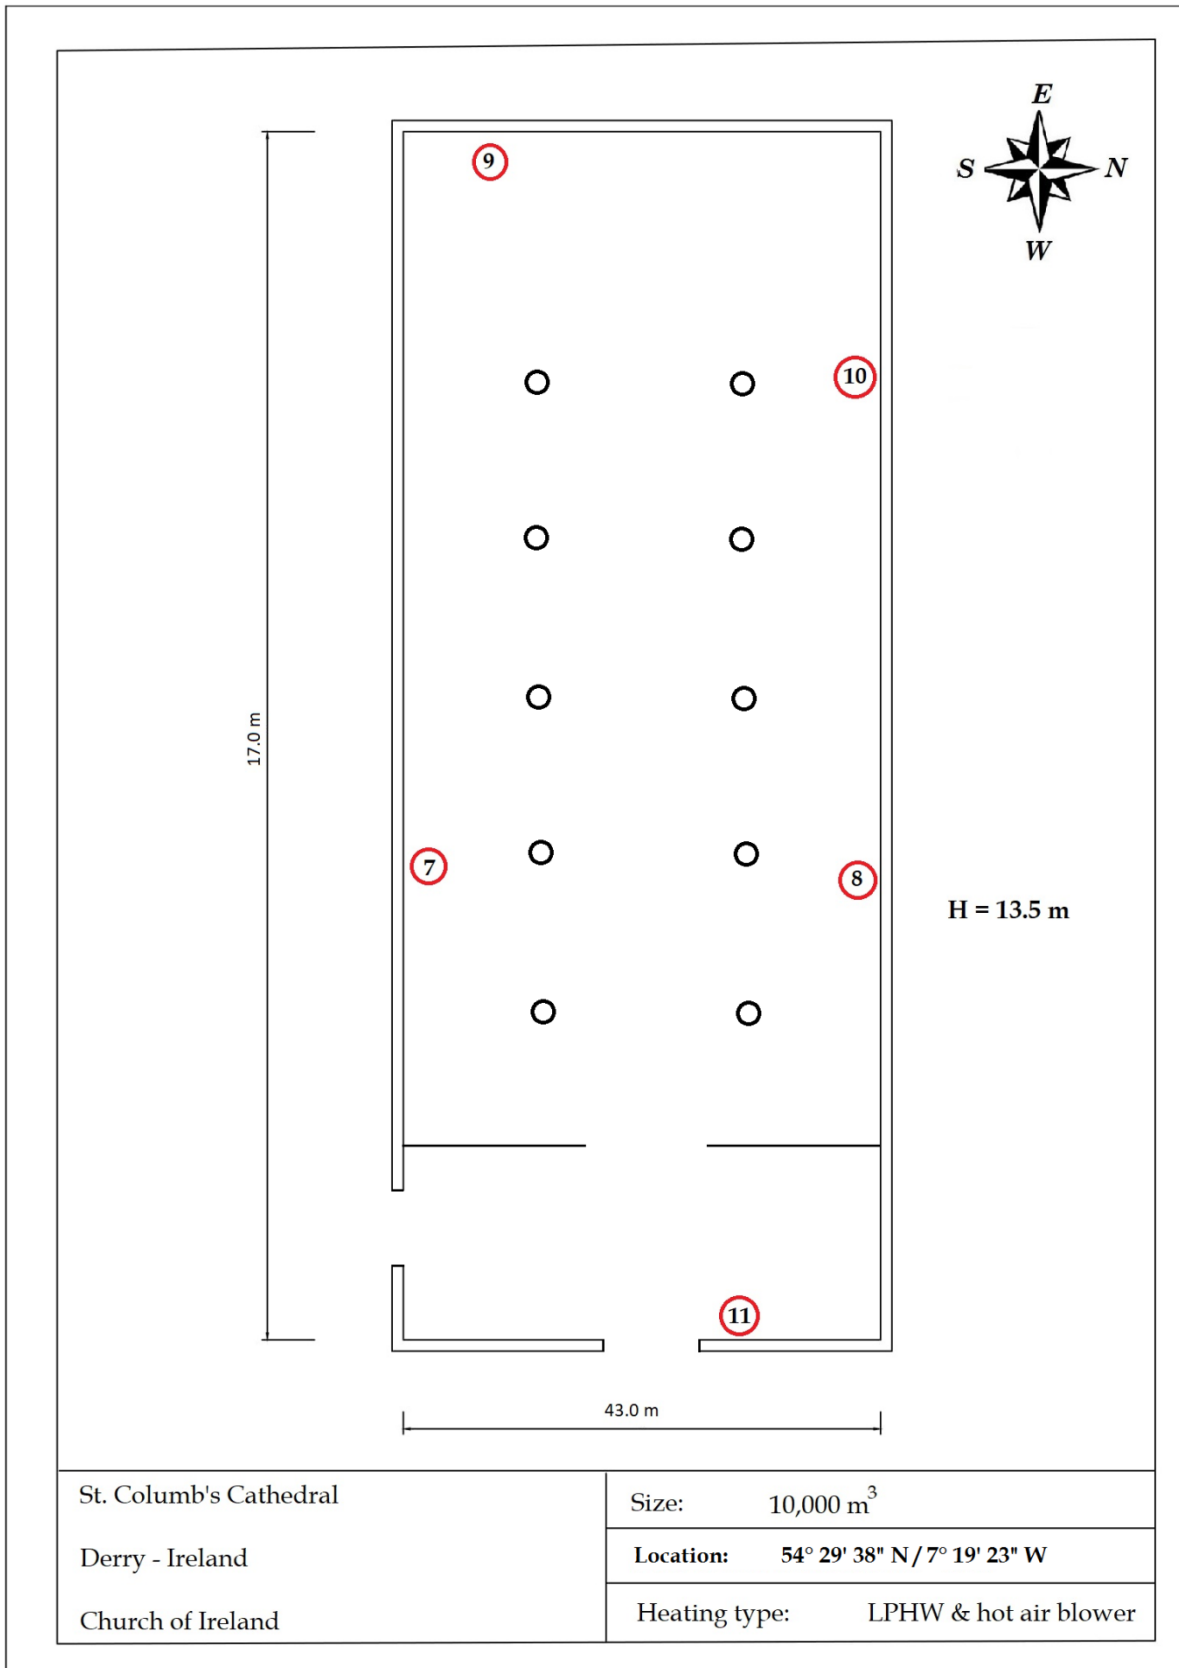 E
S N
W
9
10
17.0 m
7
8
H = 13.5 m
11
43.0 m
St. Columb's Cathedral
Derry - Ireland
Church of Ireland
Size: 10,000 m³
Location: 54° 29' 38" N / 7° 19' 23" W
Heating type: LPHW & hot air blower